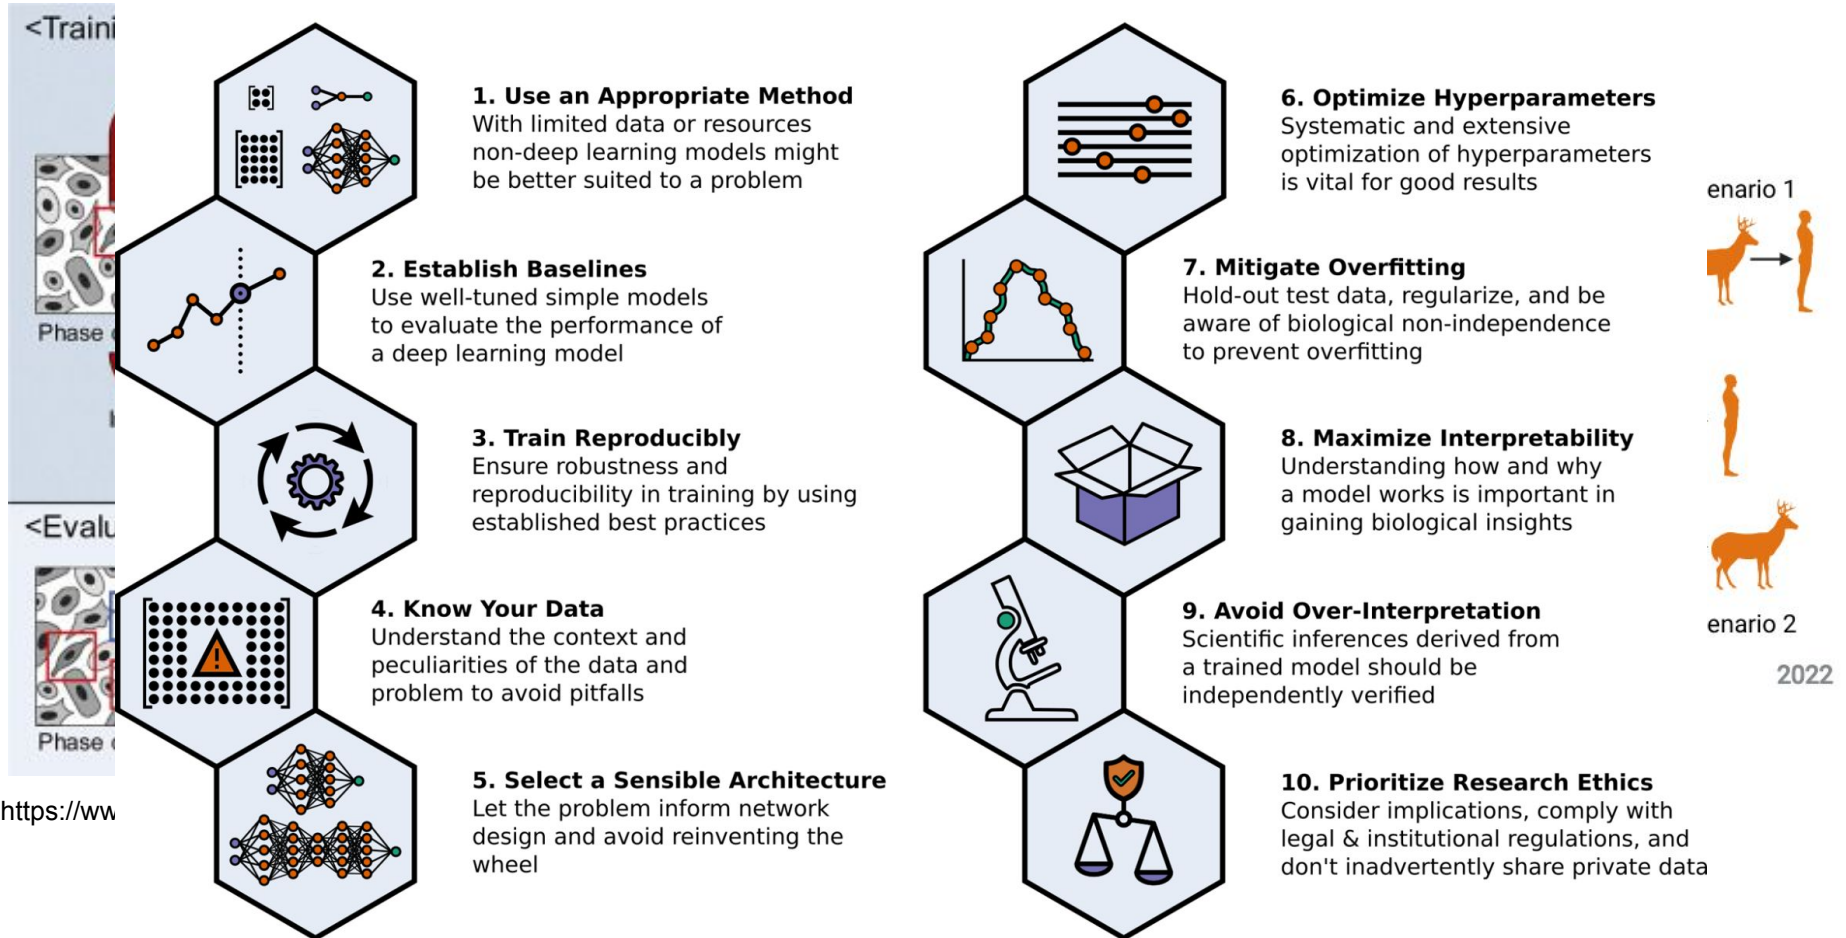 <Traini
Phase
<Evalu
Phase
https://ww
1. Use an Appropriate Method
With limited data or resources
non-deep learning models might
be better suited to a problem
2. Establish Baselines
Use well-tuned simple models
to evaluate the performance of
a deep learning model
3. Train Reproducibly
Ensure robustness and
reproducibility in training by using
established best practices
4. Know Your Data
Understand the context and
peculiarities of the data and
problem to avoid pitfalls
5. Select a Sensible Architecture
Let the problem inform network
design and avoid reinventing the
wheel
6. Optimize Hyperparameters
Systematic and extensive
optimization of hyperparameters
is vital for good results
7. Mitigate Overfitting
Hold-out test data, regularize, and be
aware of biological non-independence
to prevent overfitting
8. Maximize Interpretability
Understanding how and why
a model works is important in
gaining biological insights
9. Avoid Over-Interpretation
Scientific inferences derived from
a trained model should be
independently verified
10. Prioritize Research Ethics
Consider implications, comply with
legal & institutional regulations, and
don't inadvertently share private data
enario 1
enario 2
2022